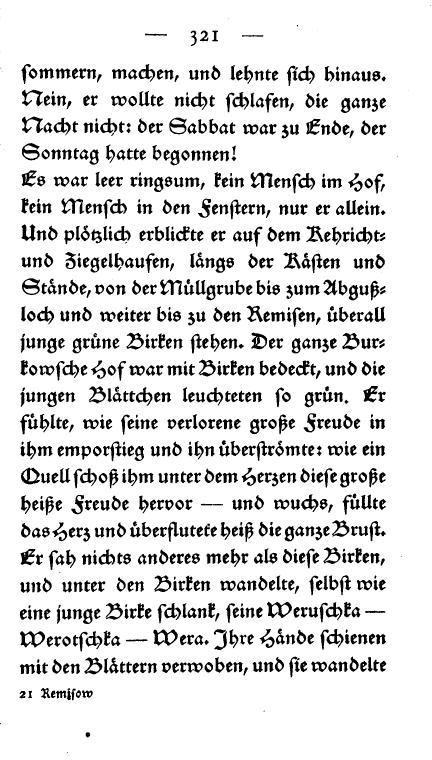 — 321 —
sommern, machen, und lehnte sich hinaus.
Nein, er wollte nicht schlafen, die ganze
Nacht nicht: der Sabbat war zu Ende, der
Sonntag hatte begonnen!
Es war leer ringsum, kein Mensch im Hof,
kein Mensch in den Fenstern, nur er allein.
Und plötzlich erblickte er auf dem Kehricht-
und Ziegelhaufen, längs der Kästen und
Stände, von der Müllgrube bis zum Abguß-
loch und weiter bis zu den Remisen, überall
junge grüne Birken stehen. Der ganze Bur-
kowsche Hof war mit Birken bedeckt, und die
jungen Blättchen leuchteten so grün. Er
fühlte, wie seine verlorene große Freude in
ihm emporstieg und ihn überströmte: wie ein
Quell schoß ihm unter dem Herzen diese große
heiße Freude hervor — und wuchs, füllte
das Herz und überflutete heiß die ganze Brust.
Er sah nichts anderes mehr als diese Birken,
und unter den Birken wandelte, selbst wie
eine junge Birke schlank, seine Weruschka —
Werotschka — Wera. Ihre Hände schienen
mit den Blättern verwoben, und sie wandelte
21 Remisow